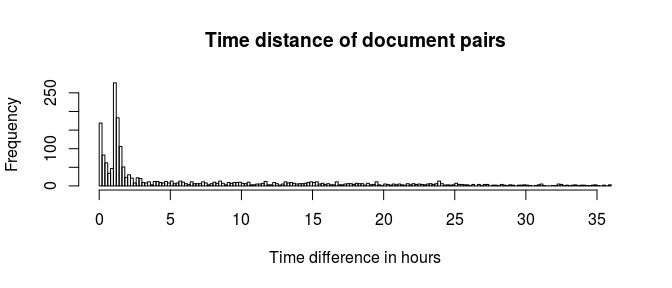 Time distance of document pairs
Frequency
250
100
0
0 5 10 15 20 25 30 35
Time difference in hours